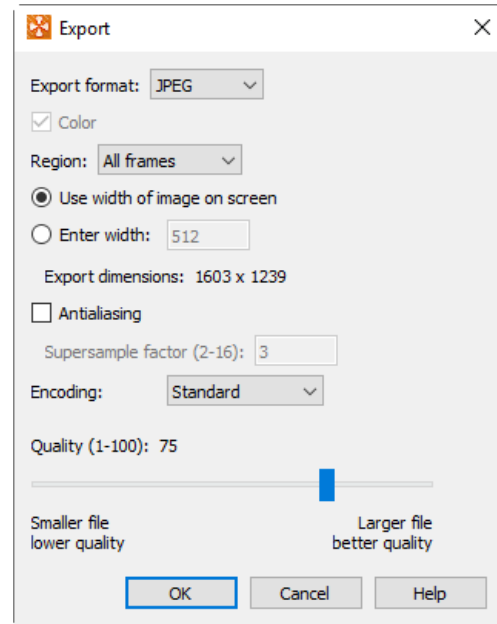 Export
Export format: JPEG
Color
Region: All frames
Use width of image on screen
Enter width: 512
Export dimensions: 1603 x 1239
Antialiasing
Supersample factor (2-16): 3
Encoding: Standard
Quality (1-100): 75
Smaller file Larger file
lower quality better quality
OK Cancel Help